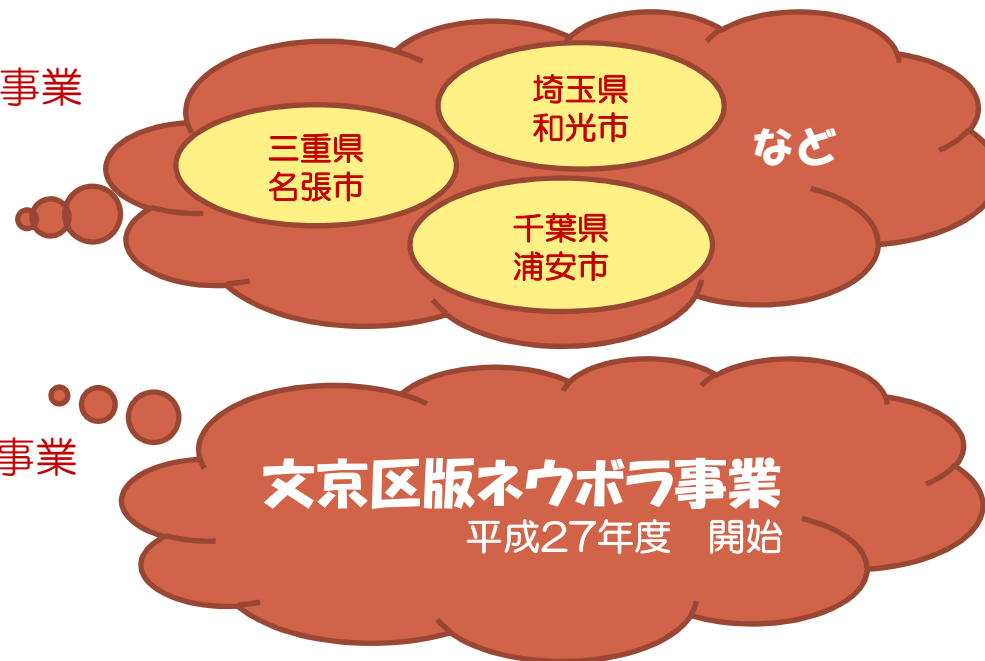 事業
埼玉県
和光市
三重県
名張市
など
千葉県
浦安市
事業
文京区版ネウボラ事業
平成27年度　開始